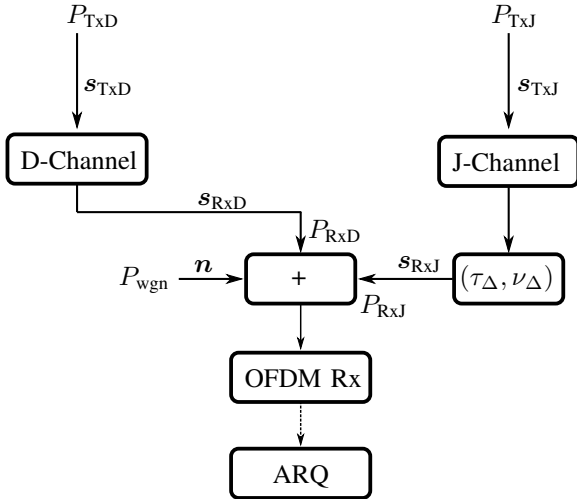 P_TxD P_TxJ
s_TxD s_TxJ
D-Channel J-Channel
s_RxD
P_RxD
P_wgn n + s_RxJ (τ_Δ, ν_Δ)
P_RxJ
OFDM Rx
ARQ